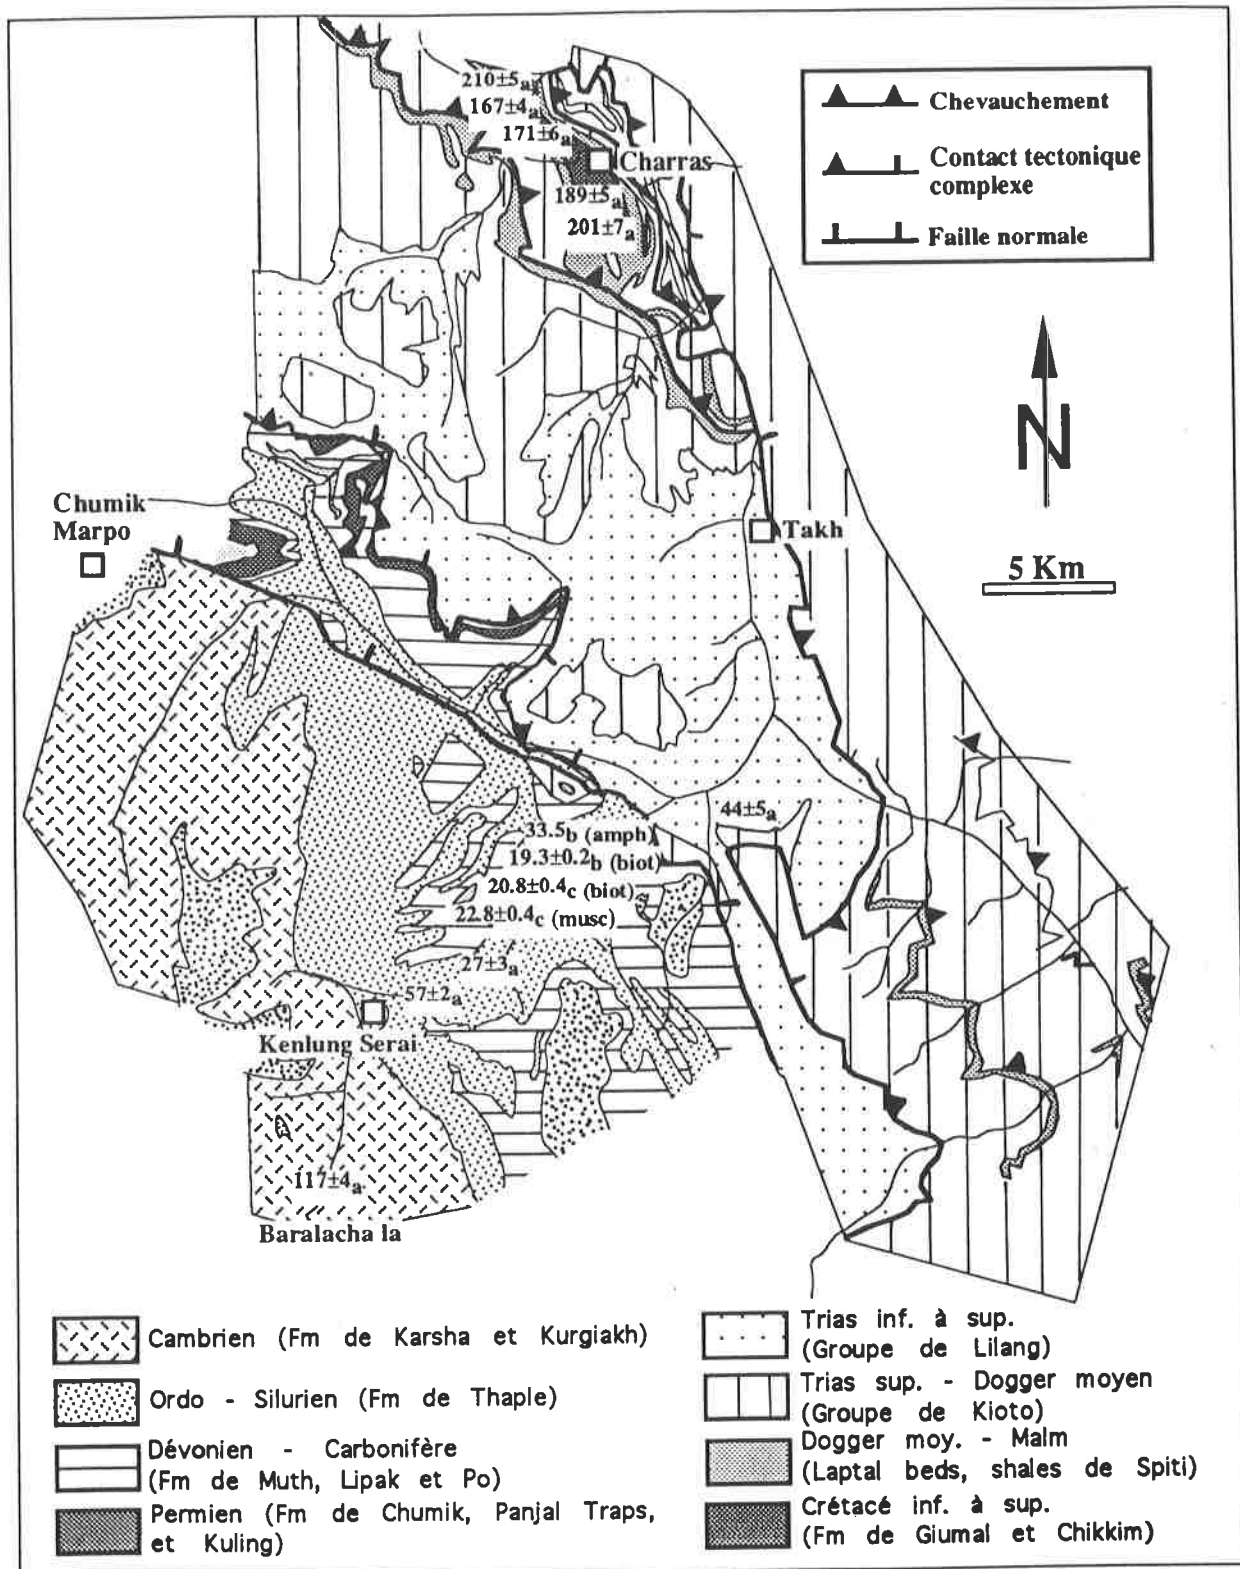 210±5a
167±4a
171±6a
Charras
189±5a
201±7a
Chevauchement
Contact tectonique
complexe
Faille normale
N
5 Km
Chumik
Marpo
Takh
44±5a
33.5b (amph)
19.3±0.2b (biot)
20.8±0.4c (biot)
22.8±0.4c (musc)
27±3a
57±2a
Kenlung Serai
117±4a
Baralacha la
Cambrien (Fm de Karsha et Kurgiakh)
Ordo - Silurien (Fm de Thaple)
Dévonien - Carbonifère
(Fm de Muth, Lipak et Po)
Permien (Fm de Chumik, Panjal Traps,
et Kuling)
Trias inf. à sup.
(Groupe de Lilang)
Trias sup. - Dogger moyen
(Groupe de Kioto)
Dogger moy. - Malm
(Laptal beds, shales de Spiti)
Crétacé inf. à sup.
(Fm de Giumal et Chikkim)